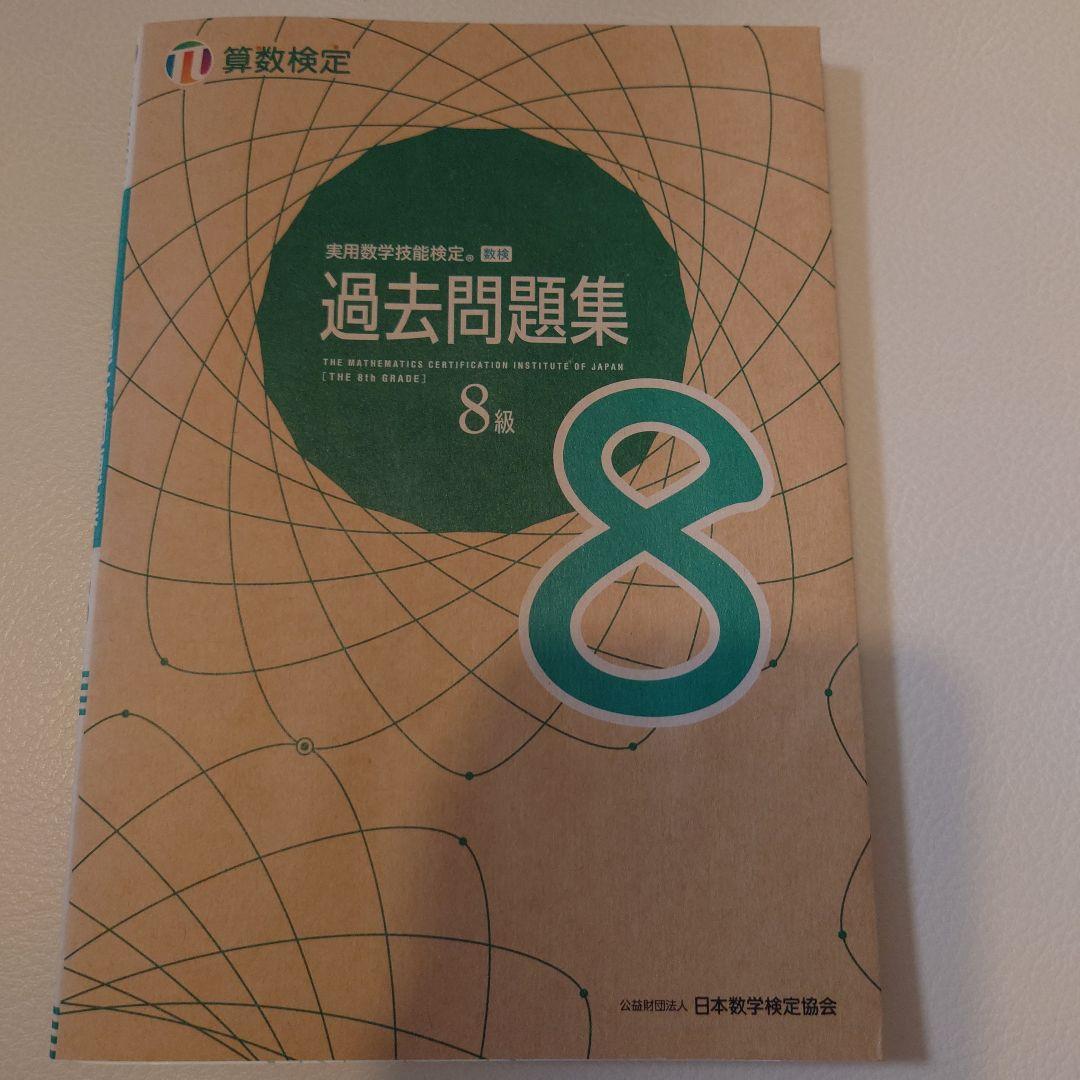 算数検定
実用数学技能検定® 数検
過去問題集
THE MATHEMATICS CERTIFICATION INSTITUTE OF JAPAN
[THE 8th GRADE]
8級
8
公益財団法人 日本数学検定協会